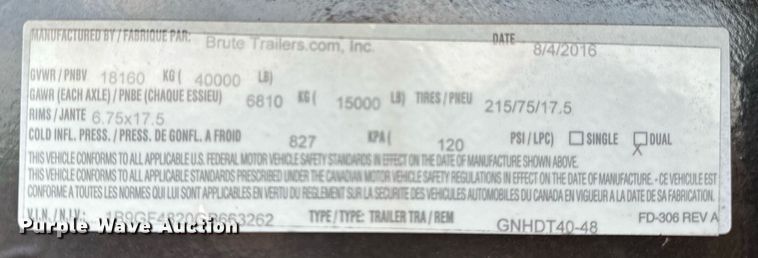 MANUFACTURED BY / FABRIQUE PAR: Brute Trailers.com, Inc. DATE 8/4/2016
GVWR / PNBV 18160 KG ( 40000 LB)
GAWR (EACH AXLE) / PNBE (CHAQUE ESSIEU) 6810 KG ( 15000 LB) TIRES / PNEU 215/75/17.5
RIMS / JANTE 6.75x17.5
COLD INFL. PRESS. / PRESS. DE GONFL. A FROID 827 KPA ( 120 PSI / LPC) SINGLE DUAL X
THIS VEHICLE CONFORMS TO ALL APPLICABLE U.S. FEDERAL MOTOR VEHICLE SAFETY STANDARDS IN EFFECT ON THE DATE OF MANUFACTURE SHOWN ABOVE.
THIS VEHICLE CONFORMS TO ALL APPLICABLE STANDARDS PRESCRIBED UNDER THE CANADIAN MOTOR VEHICLE SAFETY REGULATIONS IN EFFECT ON THE DATE OF MANUFACTURE. - CE VEHICULE EST
CONFORME A TOUTES LES NORMES QUI LUI SONT APPLICABLES EN VERTU DU REGLEMENT SUR LA SECURITE DES VEHICULES AUTOMOBILES DU CANADA EN VIGUEUR A LA DATE DE SA FABRICATION.
V.I.N. / N.I.V.: TYPE / TYPE: TRAILER TRA / REM GNHDT40-48 FD-306 REV A
Purple Wave Auction